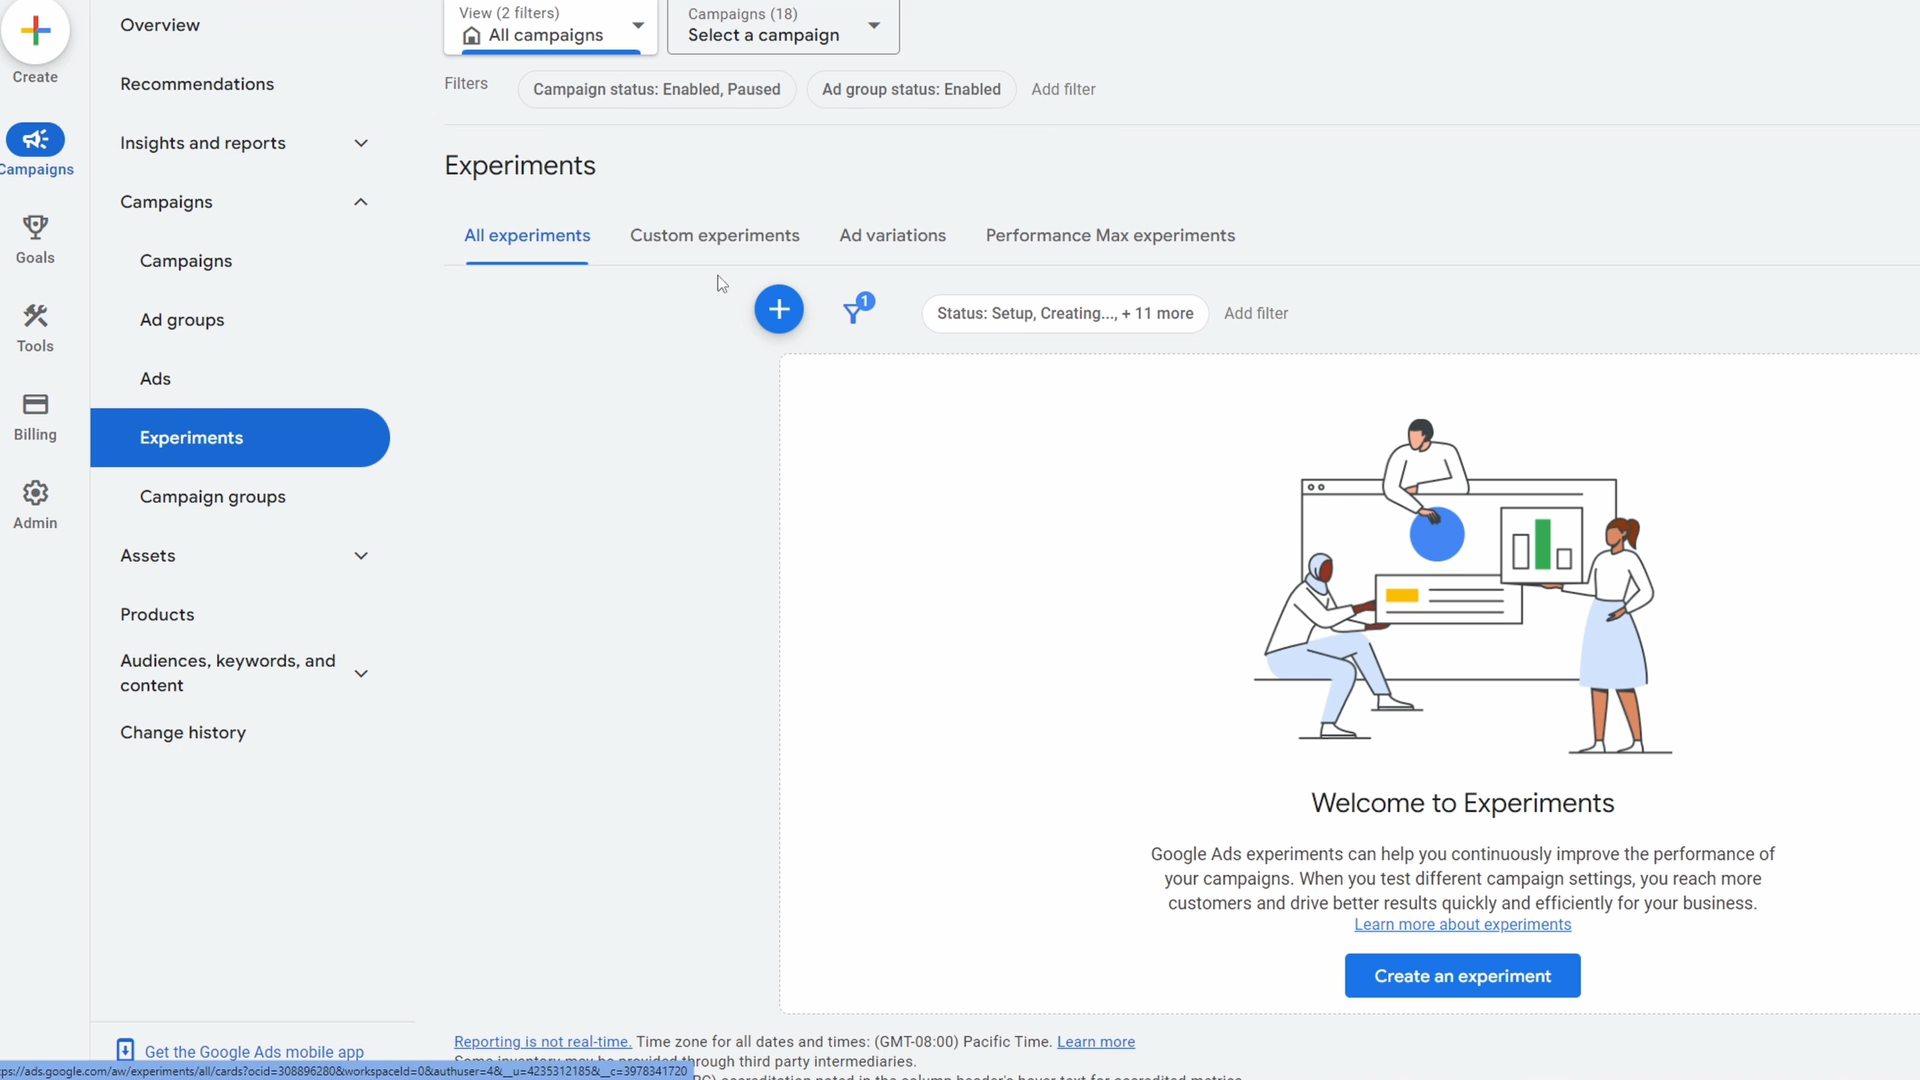 Create
Campaigns
Goals
Tools
Billing
Admin
Overview
Recommendations
Insights and reports
Campaigns
Campaigns
Ad groups
Ads
Experiments
Campaign groups
Assets
Products
Audiences, keywords, and
content
Change history
Get the Google Ads mobile app
View (2 filters)
All campaigns
Campaigns (18)
Select a campaign
Filters
Campaign status: Enabled, Paused
Ad group status: Enabled
Add filter
Experiments
All experiments
Custom experiments
Ad variations
Performance Max experiments
1
Status: Setup, Creating..., + 11 more
Add filter
Welcome to Experiments
Google Ads experiments can help you continuously improve the performance of
your campaigns. When you test different campaign settings, you reach more
customers and drive better results quickly and efficiently for your business.
Learn more about experiments
Create an experiment
Reporting is not real-time. Time zone for all dates and times: (GMT-08:00) Pacific Time. Learn more
Some inventory may be provided through third party intermediaries.
tps://ads.google.com/aw/experiments/all/cards?ocid=308896280&workspaceId=0&authuser=4&__u=4235312185&__c=3978341720